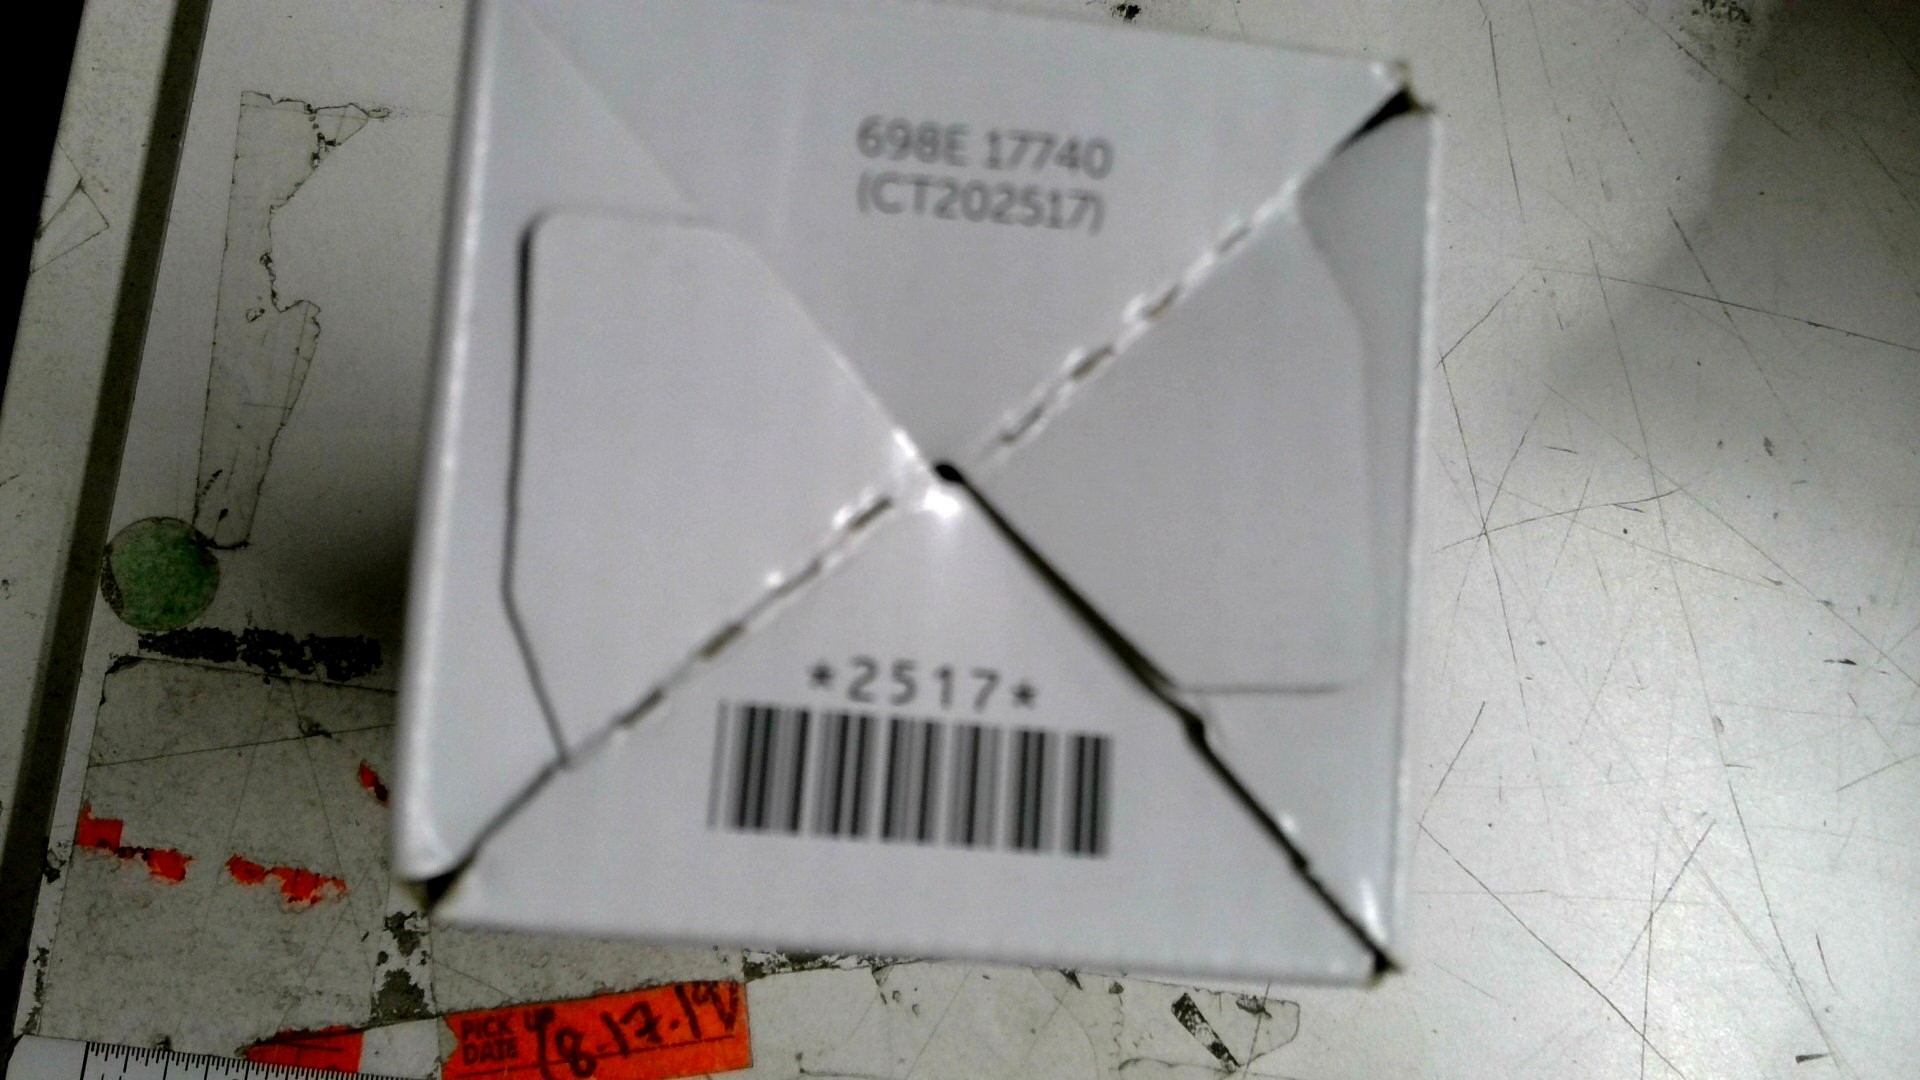 698E 17740
(CT202517)
*2517*
PICK UP
DATE 8.17.19